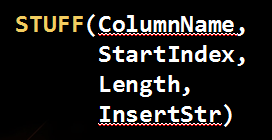 STUFF(ColumnName,
StartIndex,
Length,
InsertStr)